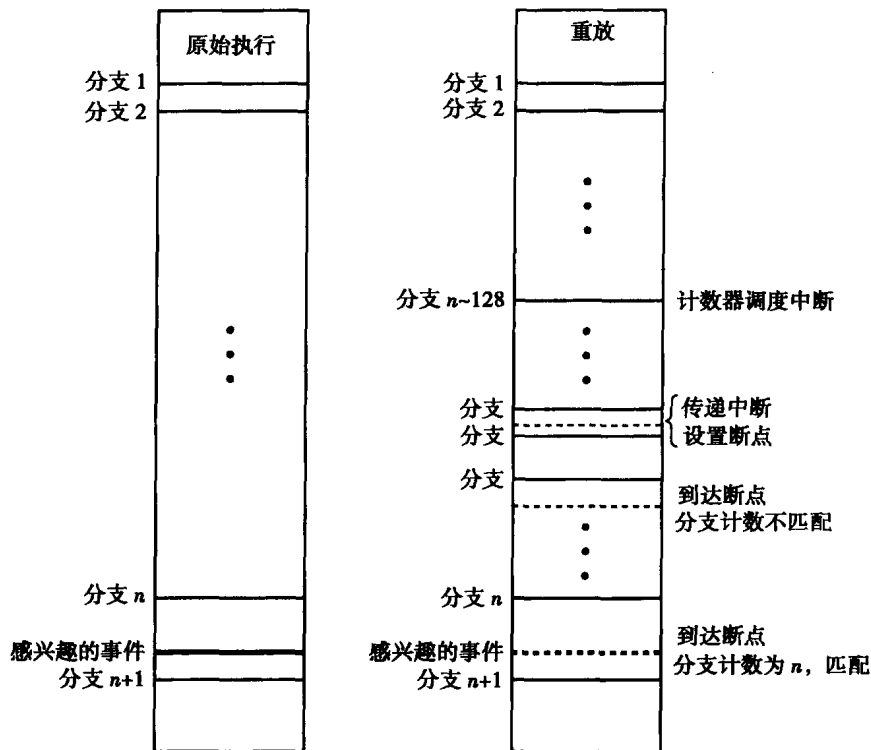 原始执行
分支 1
分支 2
分支 n
感兴趣的事件
分支 n+1
重放
分支 1
分支 2
分支 n~128
计数器调度中断
分支
传递中断
分支
设置断点
分支
到达断点
分支计数不匹配
分支 n
到达断点
感兴趣的事件
分支计数为 n，匹配
分支 n+1